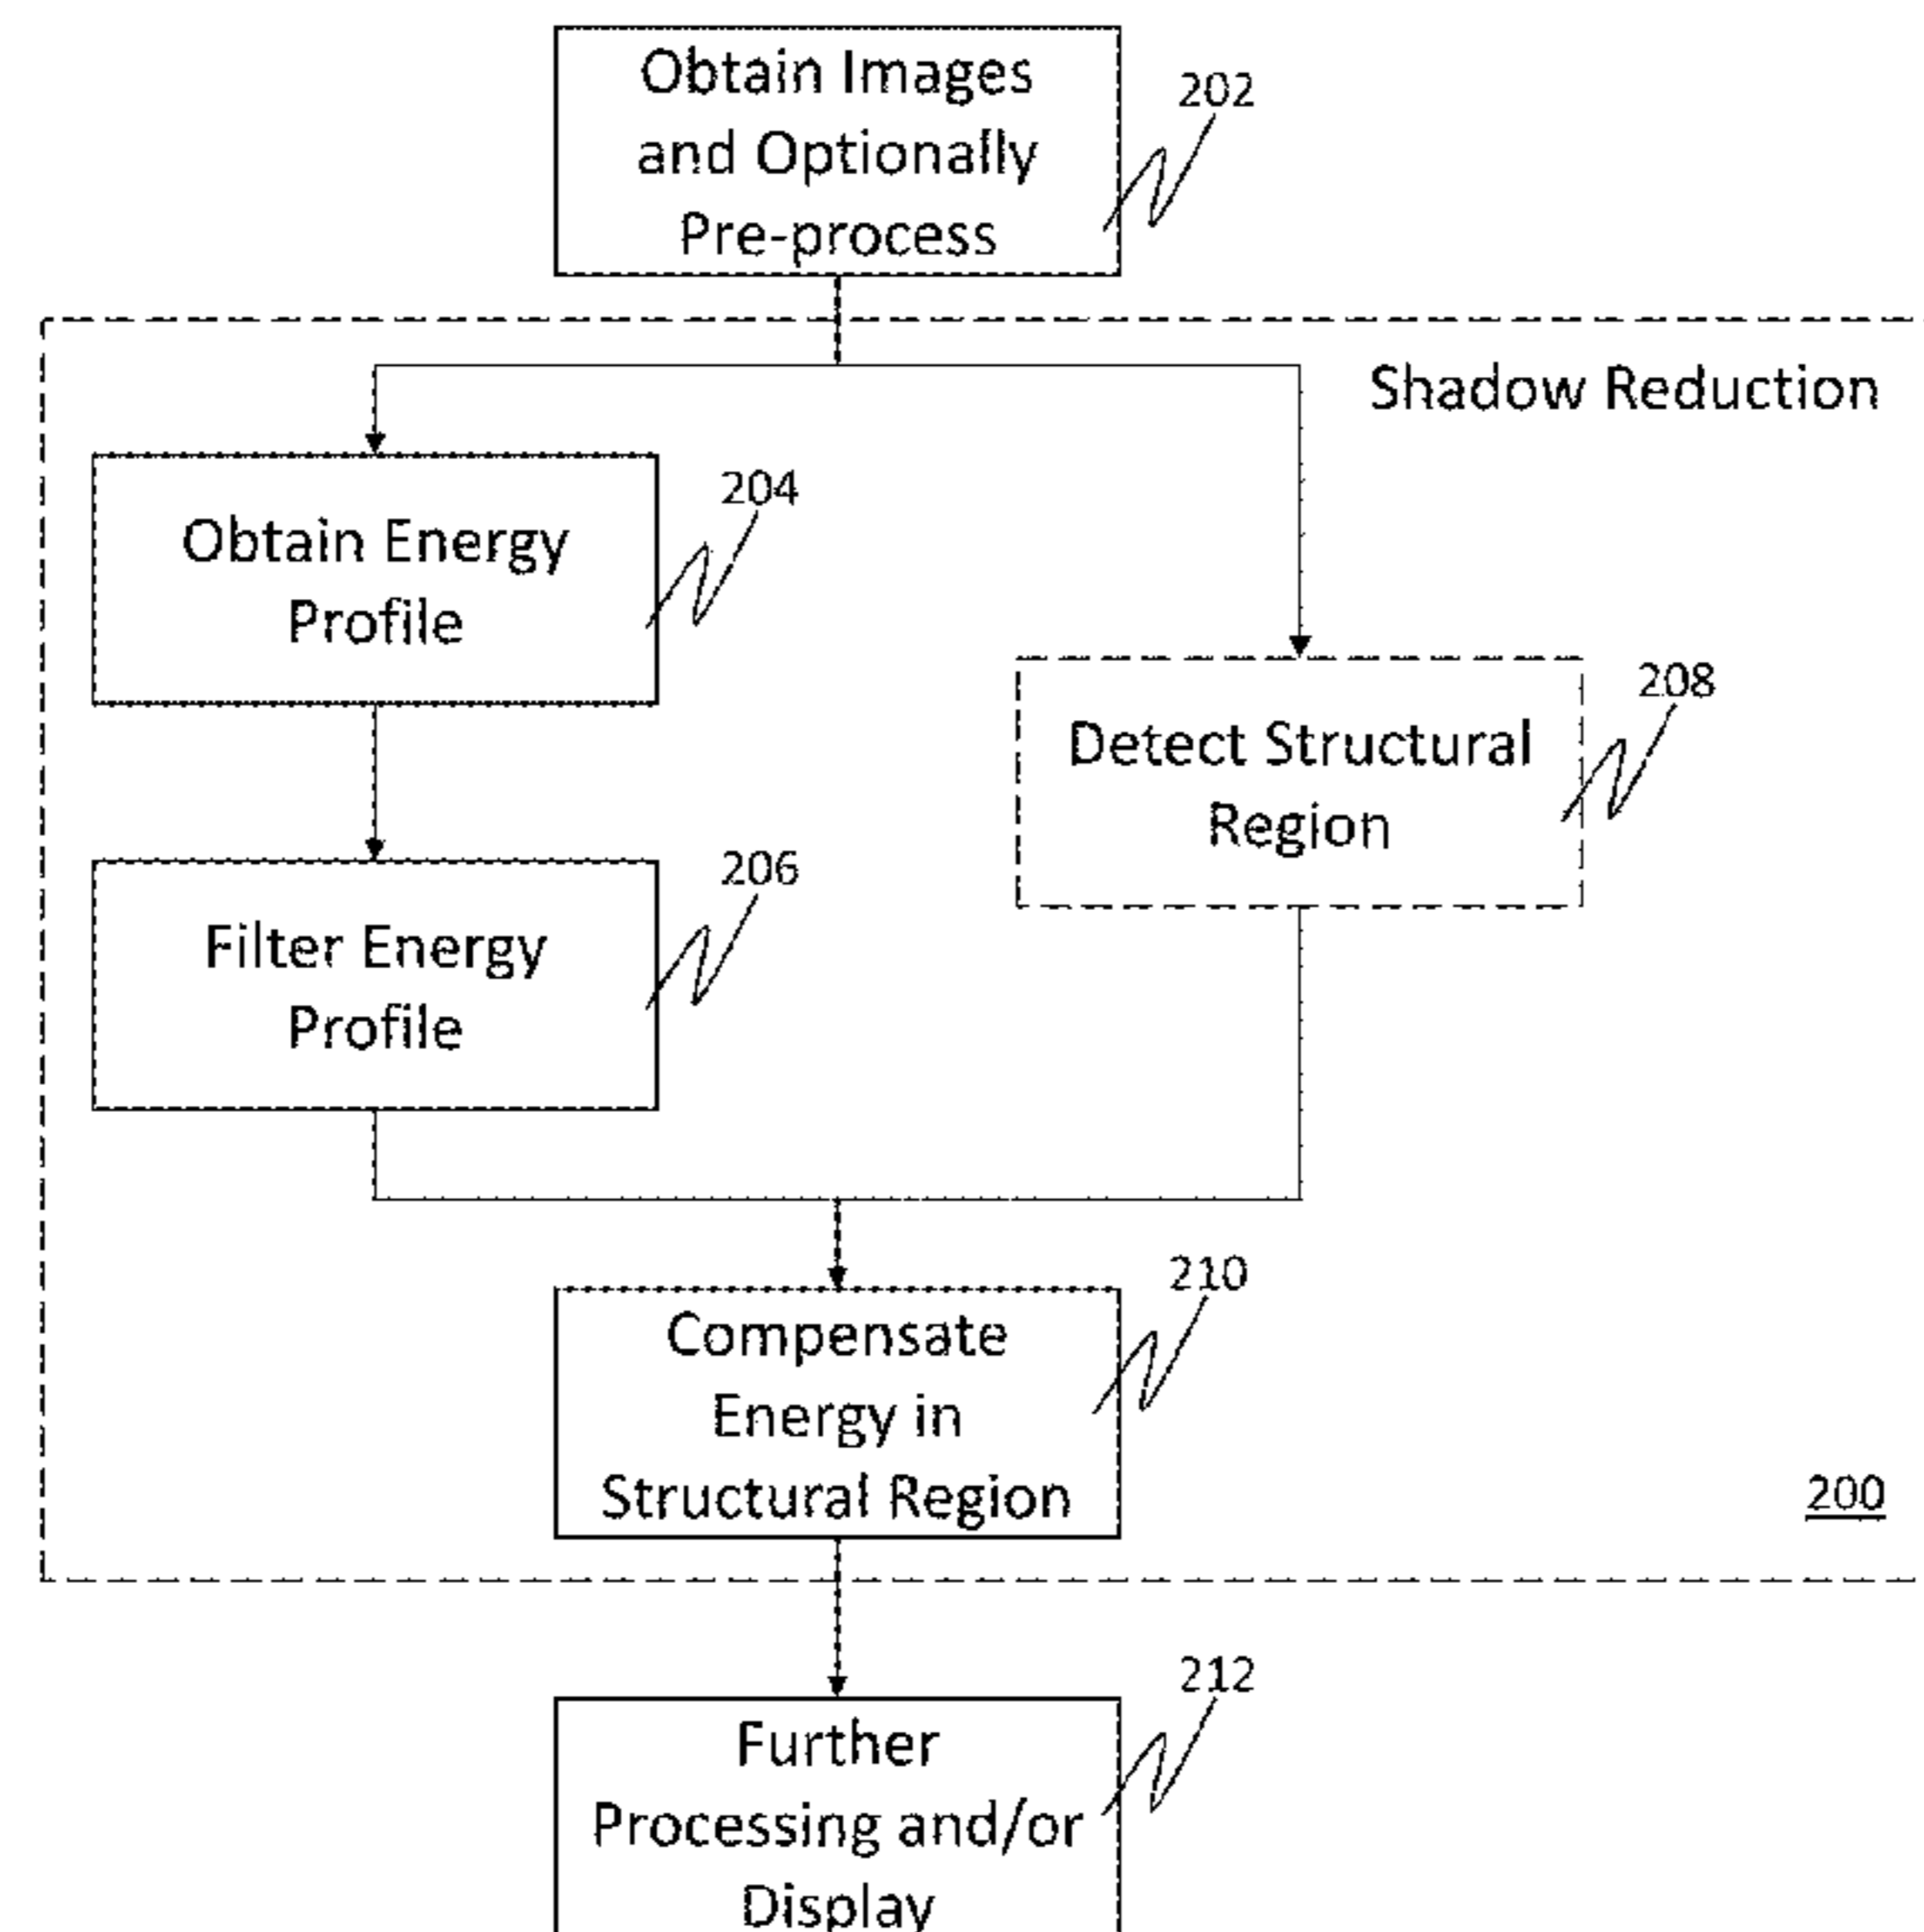 Obtain Images
and Optionally
Pre-process
202
Shadow Reduction
Obtain Energy
Profile
204
Detect Structural
Region
208
Filter Energy
Profile
206
Compensate
Energy in
Structural Region
210
200
Further
Processing and/or
Display
212